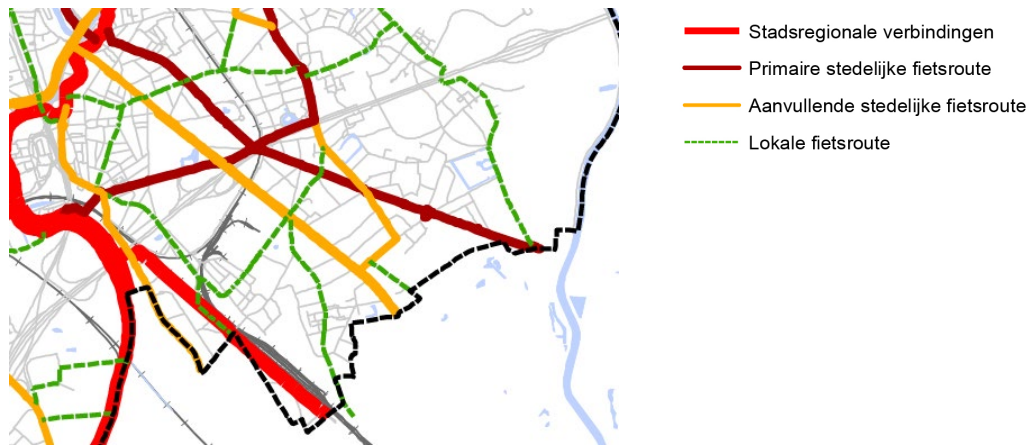 Stadsregionale verbindingen
Primaire stedelijke fietsroute
Aanvullende stedelijke fietsroute
Lokale fietsroute